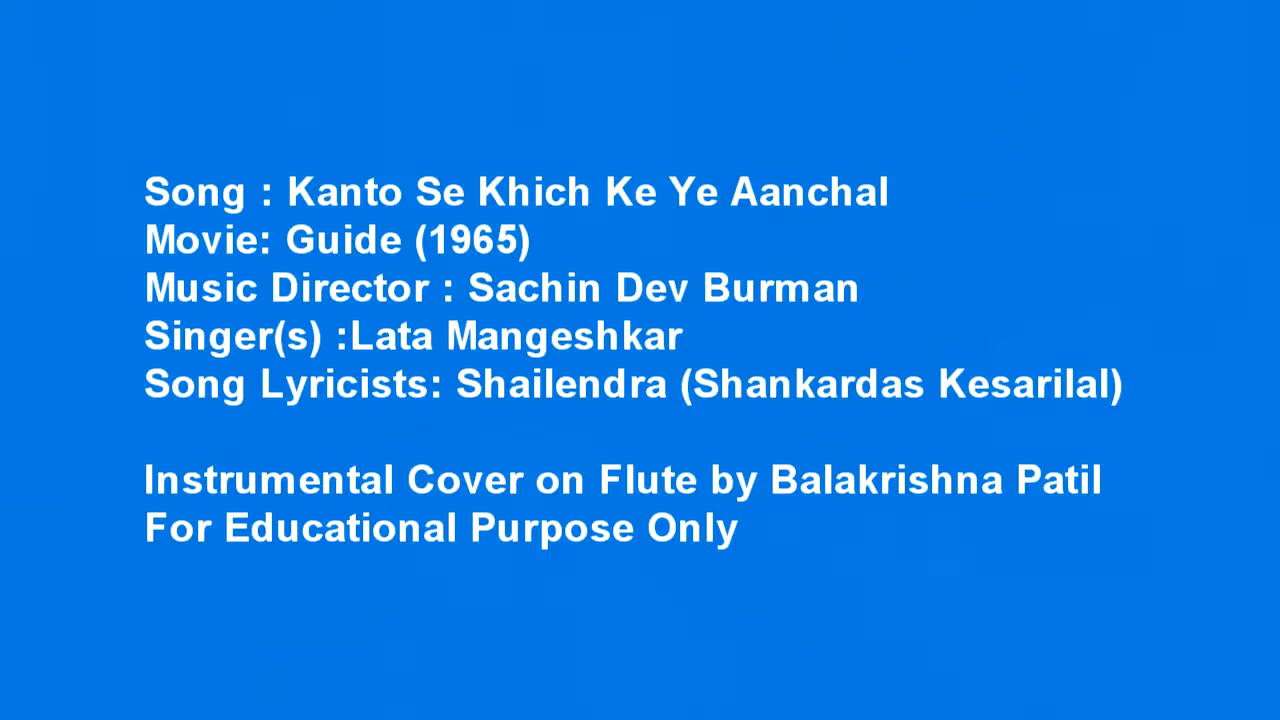 Song : Kanto Se Khich Ke Ye Aanchal
Movie: Guide (1965)
Music Director : Sachin Dev Burman
Singer(s) :Lata Mangeshkar
Song Lyricists: Shailendra (Shankardas Kesarilal)
Instrumental Cover on Flute by Balakrishna Patil
For Educational Purpose Only